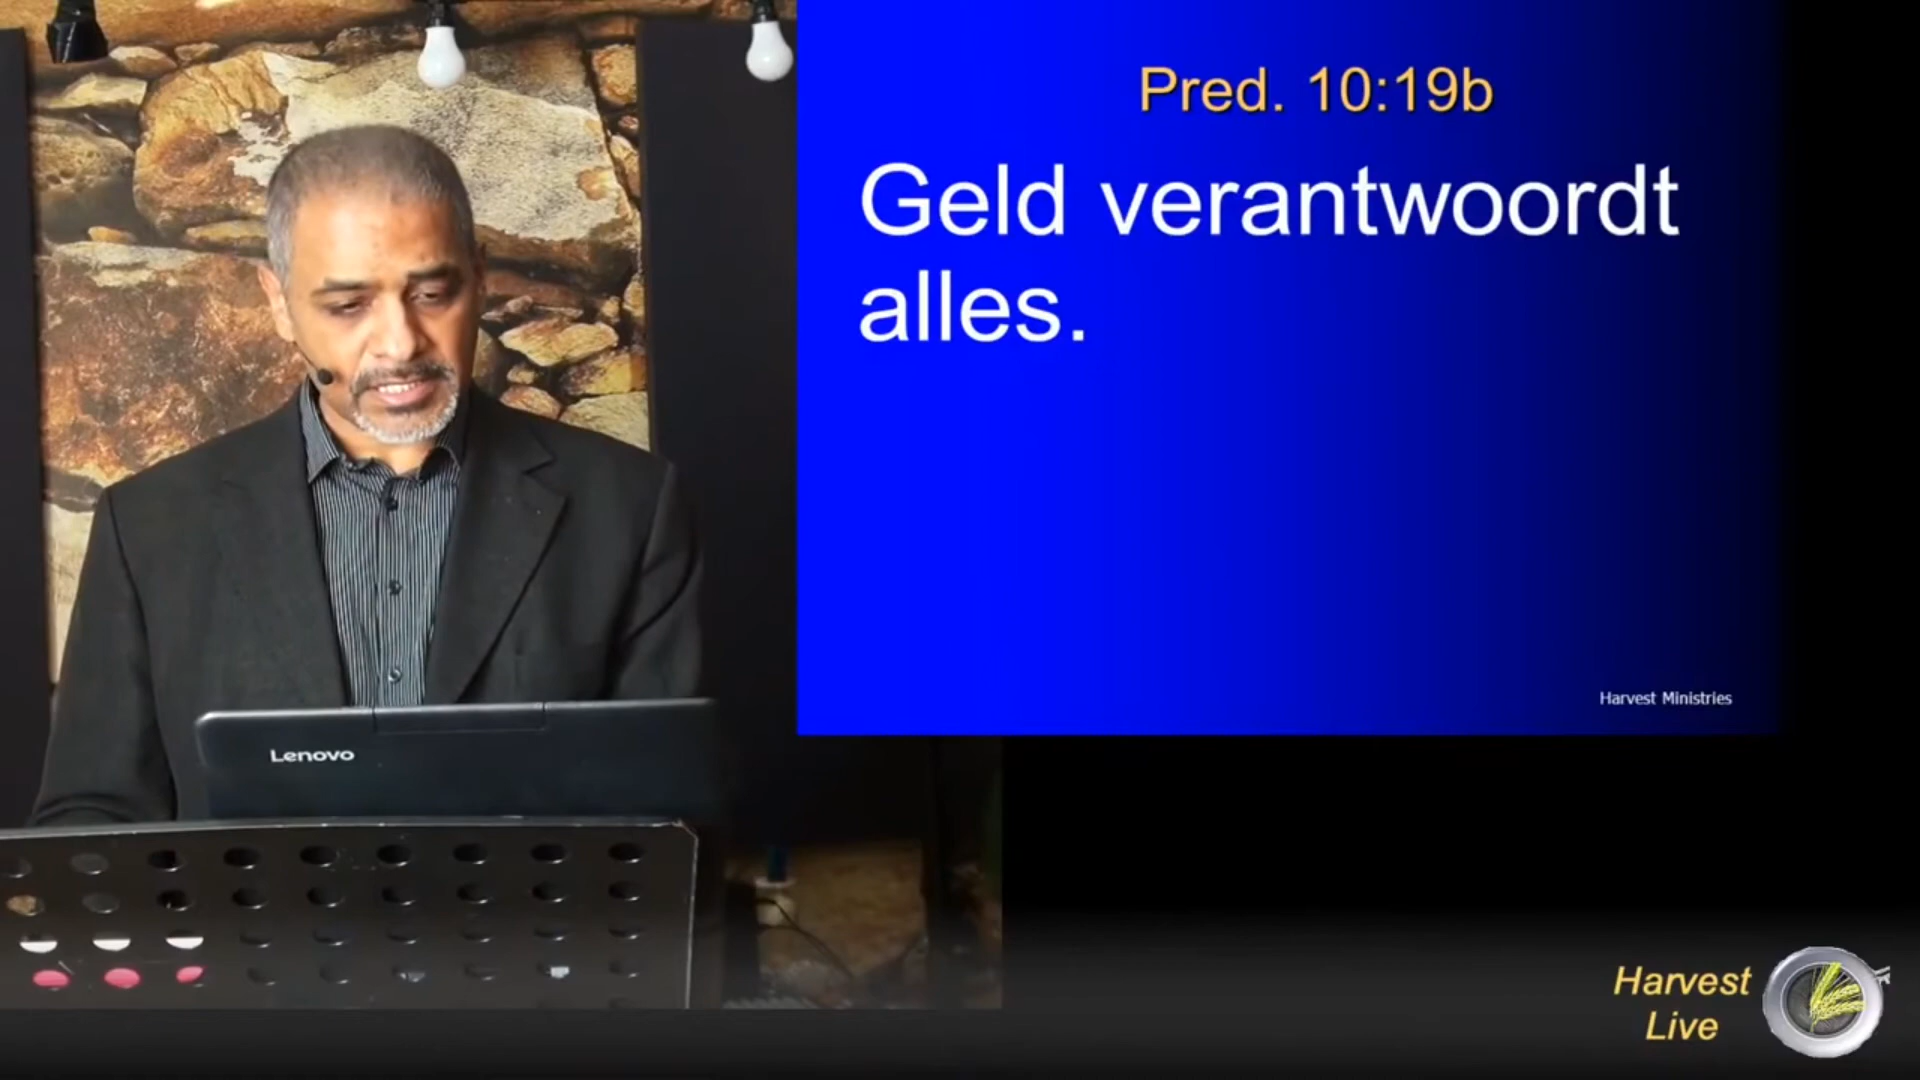 Pred. 10:19b
Geld verantwoordt
alles.
Harvest Ministries
Lenovo
Harvest
Live